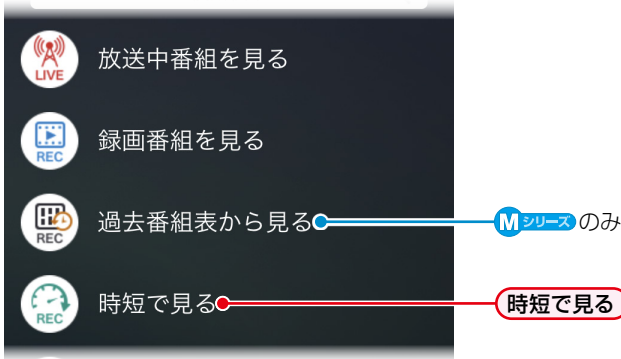 LIVE
放送中番組を見る
REC
録画番組を見る
REC
過去番組表から見る
Mシリーズのみ
REC
時短で見る
時短で見る